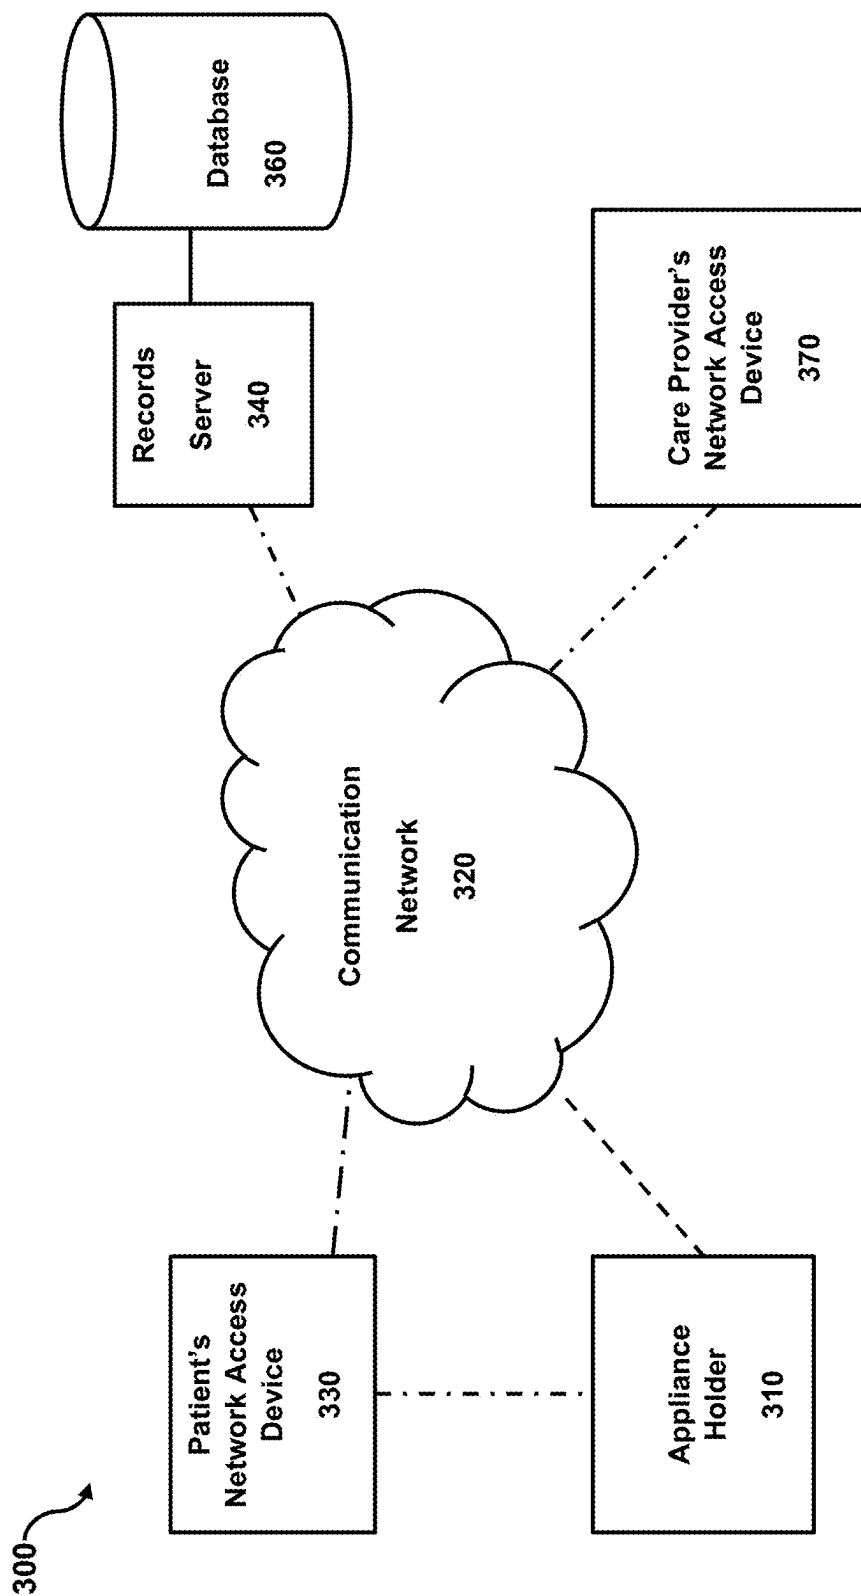 300
Patient's
Network Access
Device
330
Appliance
Holder
310
Communication
Network
320
Records
Server
340
Database
360
Care Provider's
Network Access
Device
370